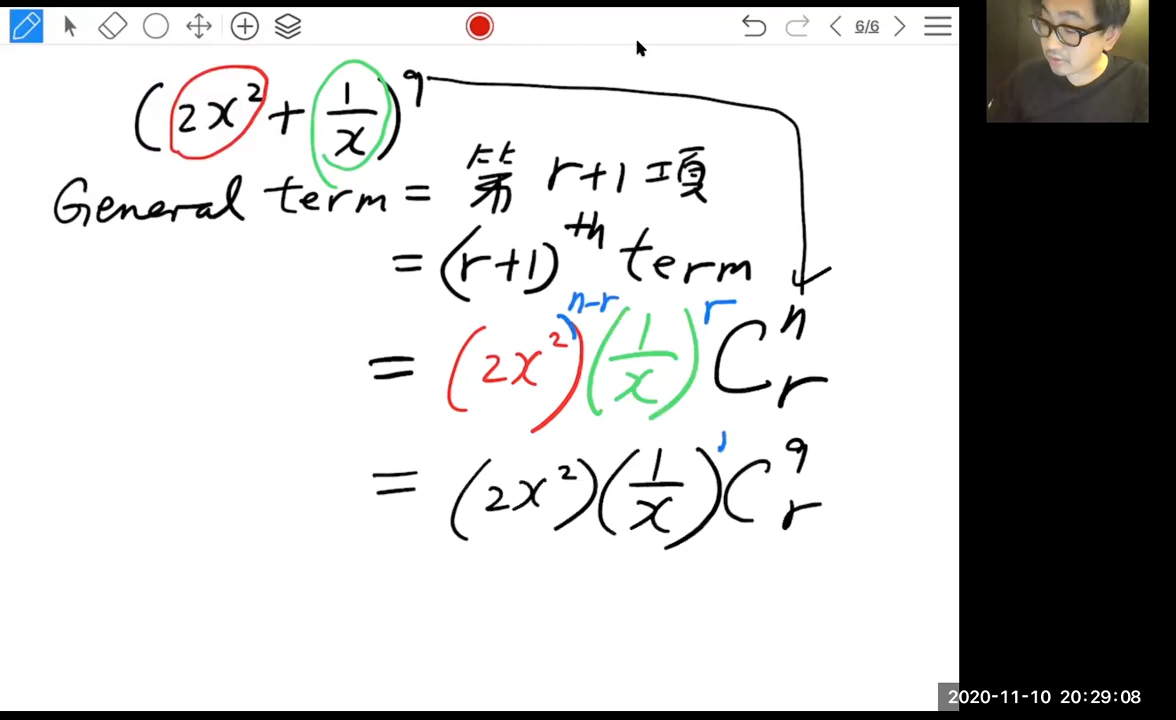 6/6
(2x² + 1/x)⁹
General term = 第 r+1 項
= (r+1)ᵗʰ term
= (2x²)ⁿ⁻ʳ (1/x)ʳ Cⁿᵣ
= (2x²)(1/x) C⁹ᵣ
2020-11-10 20:29:08